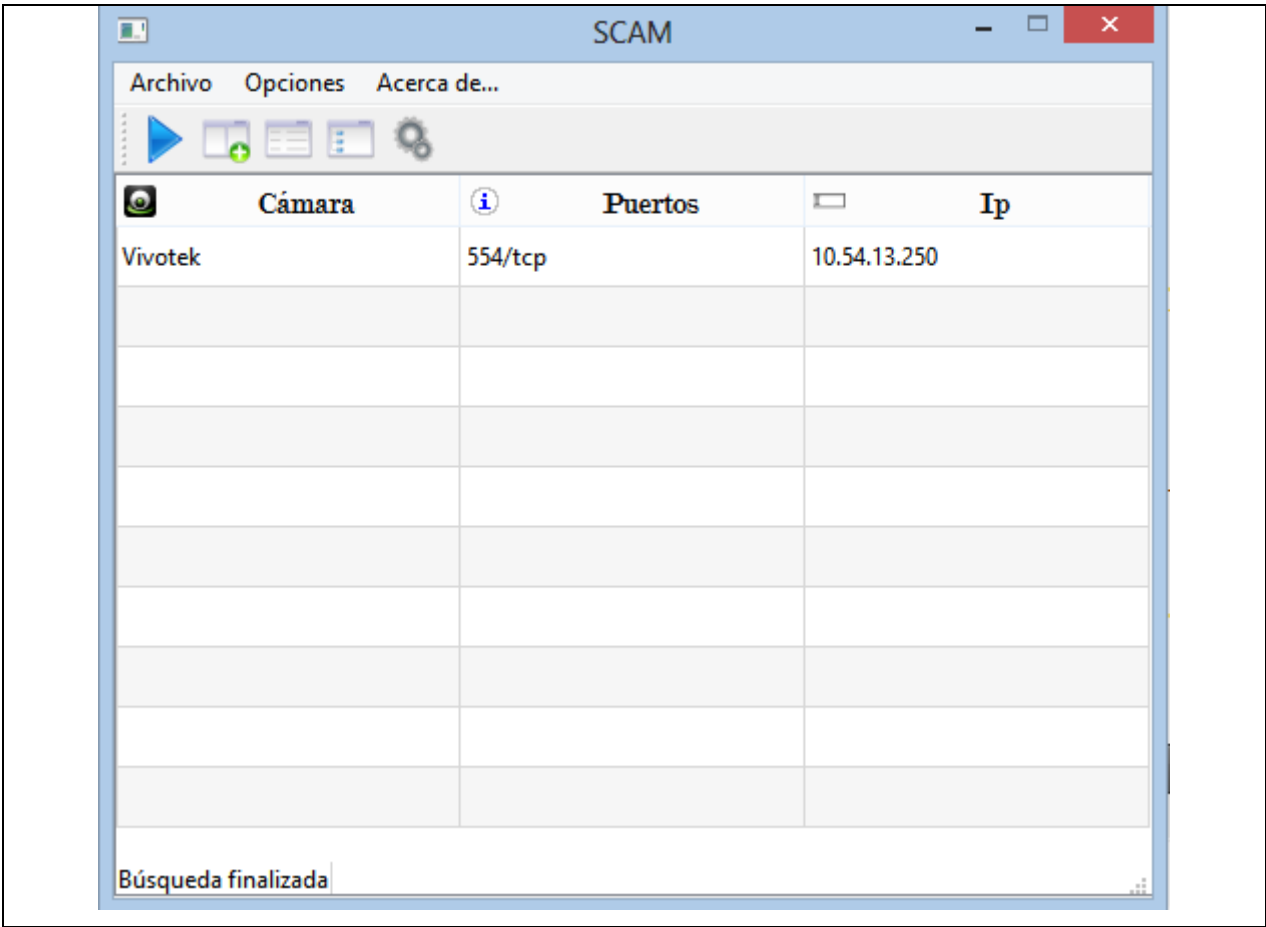 SCAM
Archivo Opciones Acerca de...
Cámara Puertos Ip
Vivotek 554/tcp 10.54.13.250
Búsqueda finalizada